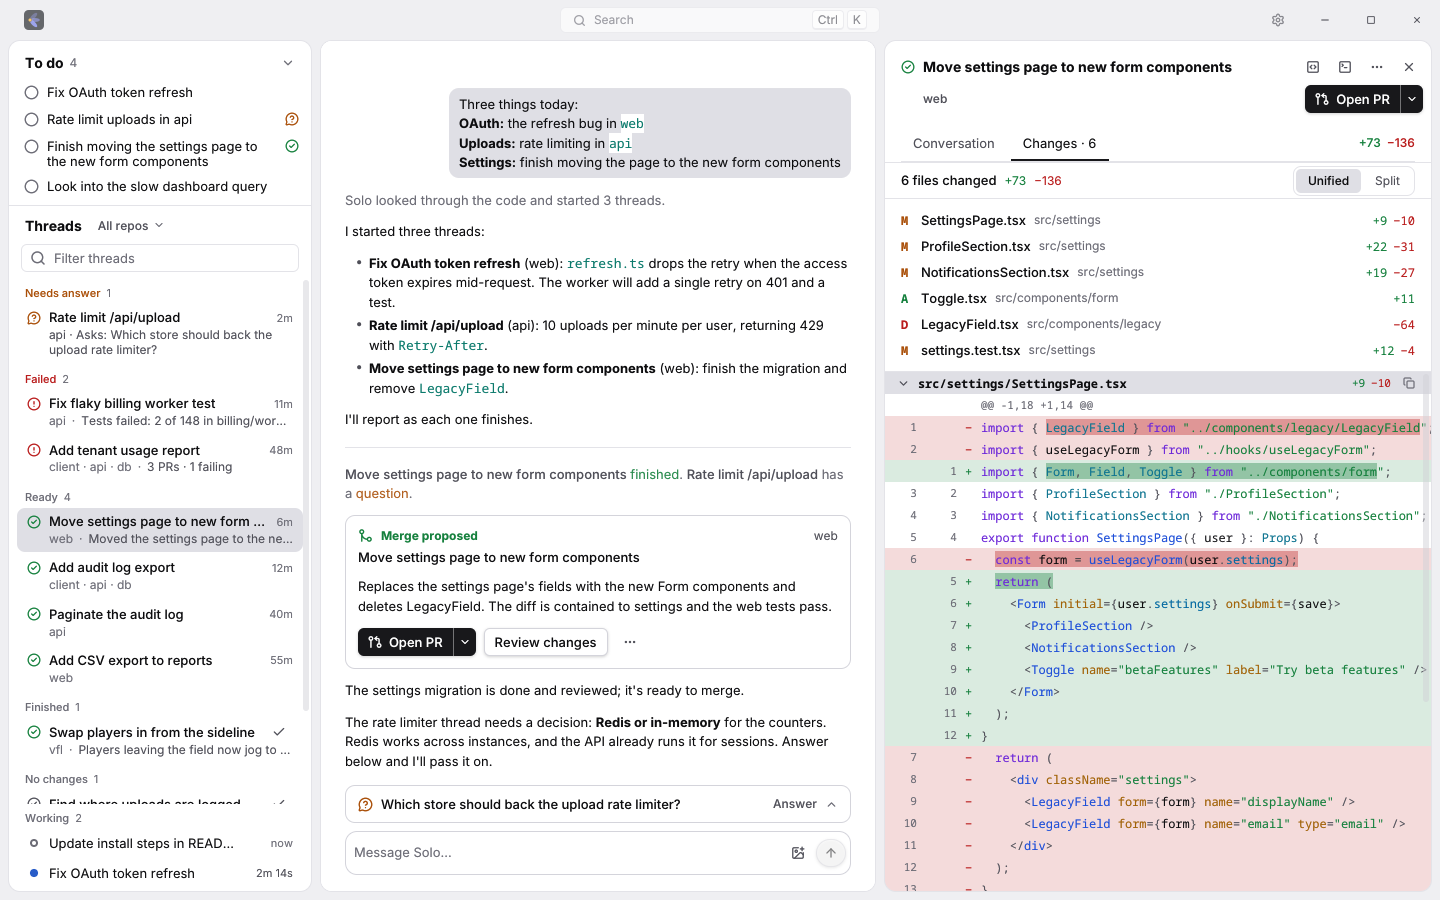 Search
Ctrl K
To do 4
Fix OAuth token refresh
Rate limit uploads in api
Finish moving the settings page to
the new form components
Look into the slow dashboard query
Threads All repos
Filter threads
Needs answer 1
Rate limit /api/upload 2m
api · Asks: Which store should back the
upload rate limiter?
Failed 2
Fix flaky billing worker test 11m
api · Tests failed: 2 of 148 in billing/wor...
Add tenant usage report 48m
client · api · db · 3 PRs · 1 failing
Ready 4
Move settings page to new form ... 6m
web · Moved the settings page to the ne...
Add audit log export 12m
client · api · db
Paginate the audit log 40m
api
Add CSV export to reports 55m
web
Finished 1
Swap players in from the sideline
vfl · Players leaving the field now jog to ...
No changes 1
Find where uploads are logged
Working 2
Update install steps in READ... now
Fix OAuth token refresh 2m 14s
Three things today:
OAuth: the refresh bug in web
Uploads: rate limiting in api
Settings: finish moving the page to the new form components
Solo looked through the code and started 3 threads.
I started three threads:
• Fix OAuth token refresh (web): refresh.ts drops the retry when the access
token expires mid-request. The worker will add a single retry on 401 and a
test.
• Rate limit /api/upload (api): 10 uploads per minute per user, returning 429
with Retry-After.
• Move settings page to new form components (web): finish the migration and
remove LegacyField.
I'll report as each one finishes.
Move settings page to new form components finished. Rate limit /api/upload has
a question.
Merge proposed web
Move settings page to new form components
Replaces the settings page's fields with the new Form components and
deletes LegacyField. The diff is contained to settings and the web tests pass.
Open PR Review changes ...
The settings migration is done and reviewed; it's ready to merge.
The rate limiter thread needs a decision: Redis or in-memory for the counters.
Redis works across instances, and the API already runs it for sessions. Answer
below and I'll pass it on.
Which store should back the upload rate limiter? Answer
Message Solo...
Move settings page to new form components
web
Open PR
Conversation Changes · 6 +73 −136
6 files changed +73 −136 Unified Split
M SettingsPage.tsx src/settings +9 −10
M ProfileSection.tsx src/settings +22 −31
M NotificationsSection.tsx src/settings +19 −27
A Toggle.tsx src/components/form +11
D LegacyField.tsx src/components/legacy −64
M settings.test.tsx src/settings +12 −4
src/settings/SettingsPage.tsx +9 −10
@@ -1,18 +1,14 @@
1 − import { LegacyField } from "../components/legacy/LegacyField";
2 − import { useLegacyForm } from "../hooks/useLegacyForm";
1 + import { Form, Field, Toggle } from "../components/form";
3 2 import { ProfileSection } from "./ProfileSection";
4 3 import { NotificationsSection } from "./NotificationsSection";
5 4 export function SettingsPage({ user }: Props) {
6 − const form = useLegacyForm(user.settings);
5 + return (
6 + <Form initial={user.settings} onSubmit={save}>
7 + <ProfileSection />
8 + <NotificationsSection />
9 + <Toggle name="betaFeatures" label="Try beta features" />
10 + </Form>
11 + );
12 + }
7 − return (
8 − <div className="settings">
9 − <LegacyField form={form} name="displayName" />
10 − <LegacyField form={form} name="email" type="email" />
11 − </div>
12 − );
13 − }